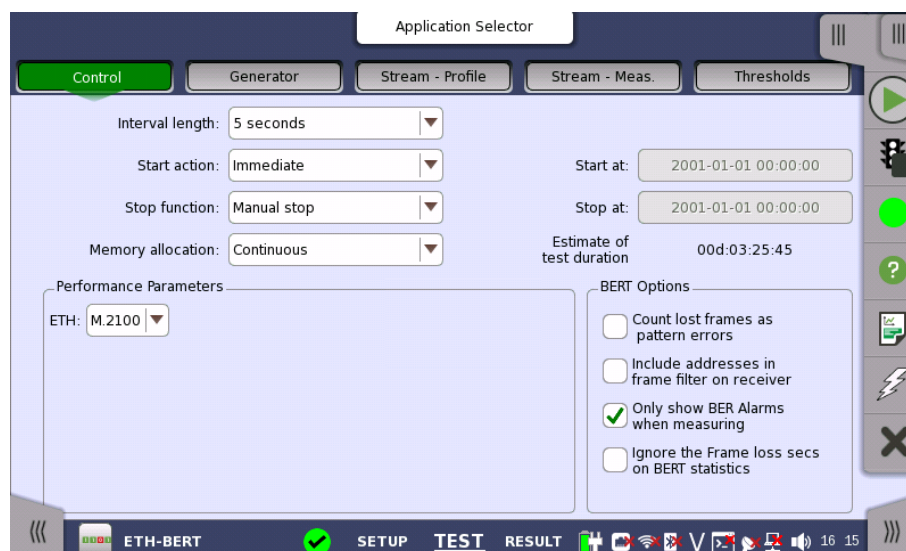 Application Selector
Control
Generator
Stream - Profile
Stream - Meas.
Thresholds
Interval length: 5 seconds
Start action: Immediate
Start at: 2001-01-01 00:00:00
Stop function: Manual stop
Stop at: 2001-01-01 00:00:00
Memory allocation: Continuous
Estimate of
test duration
00d:03:25:45
Performance Parameters
ETH: M.2100
BERT Options
Count lost frames as
pattern errors
Include addresses in
frame filter on receiver
Only show BER Alarms
when measuring
Ignore the Frame loss secs
on BERT statistics
ETH-BERT
SETUP TEST RESULT
16 15